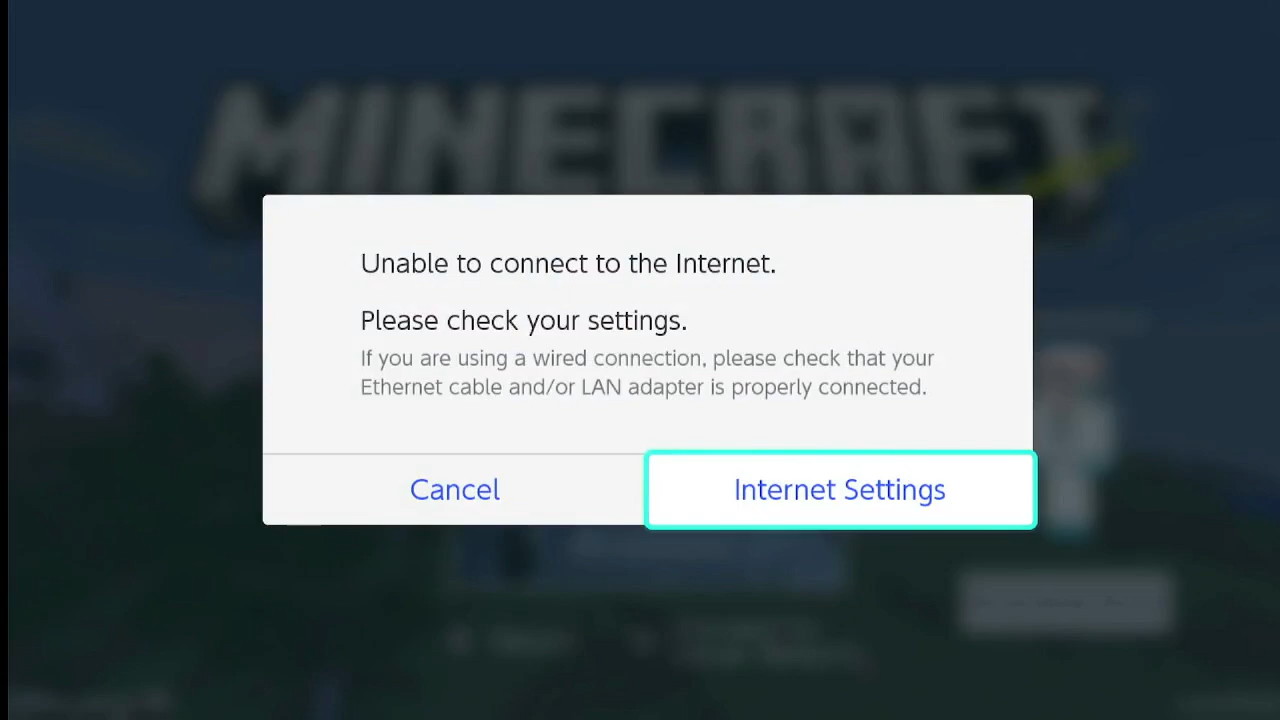 MINECRAFT
Unable to connect to the Internet.
Please check your settings.
If you are using a wired connection, please check that your
Ethernet cable and/or LAN adapter is properly connected.
Cancel
Internet Settings